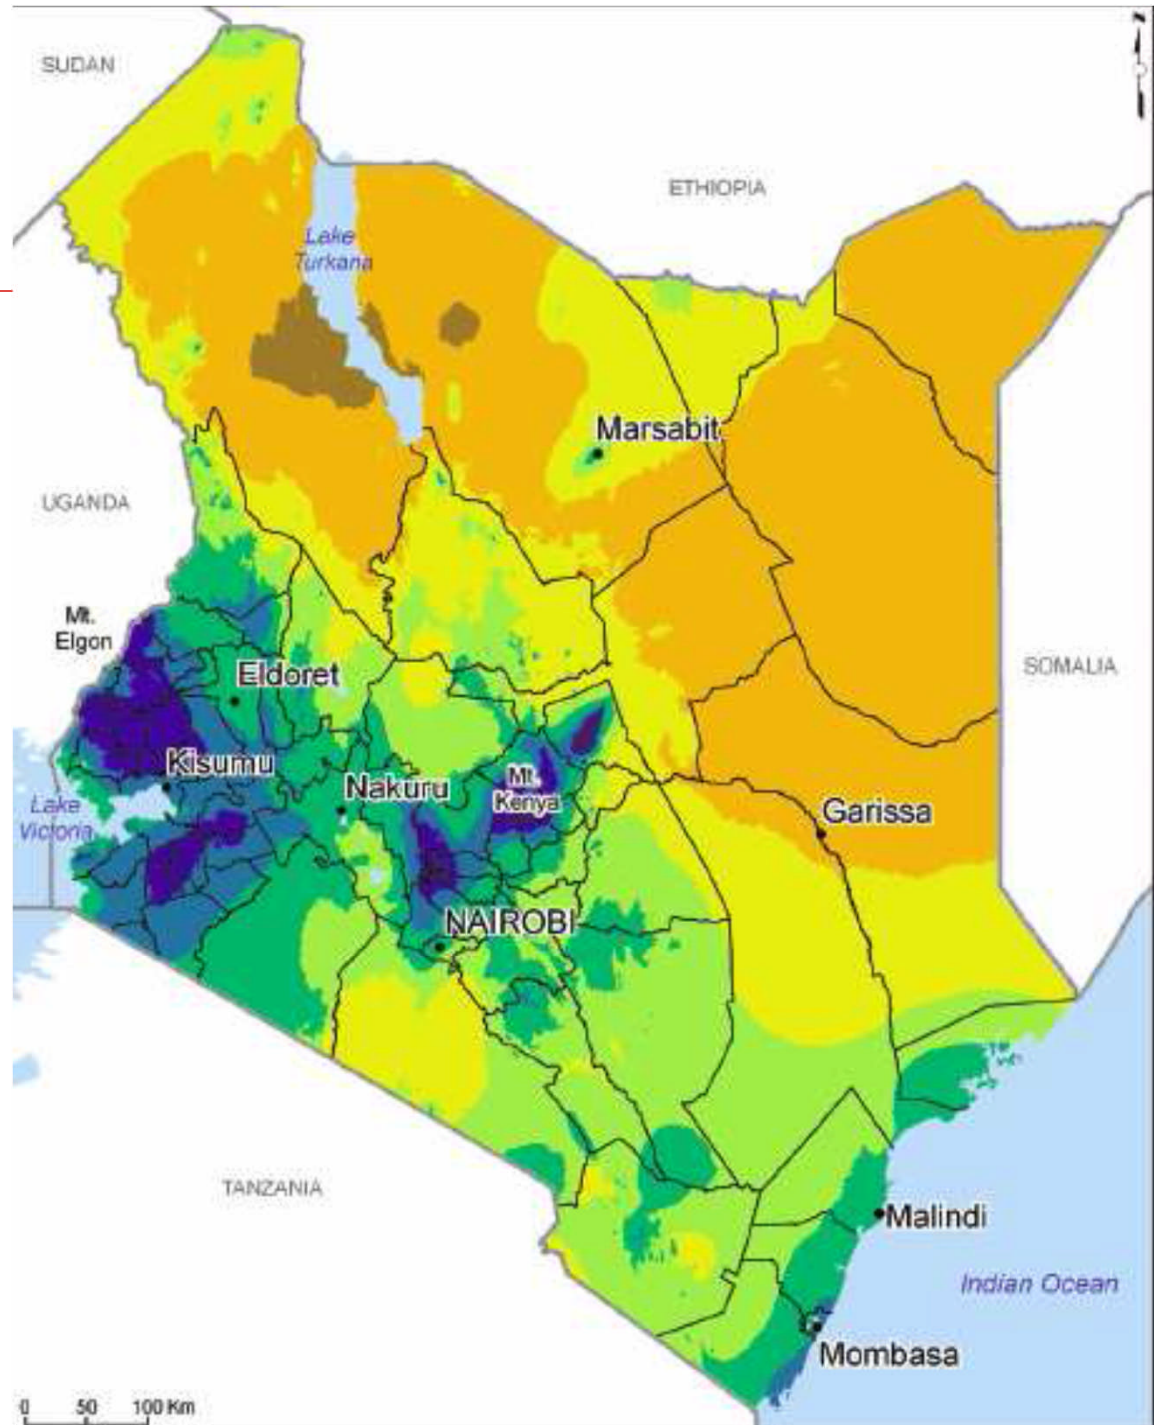 N
SUDAN
ETHIOPIA
Lake
Turkana
Marsabit
UGANDA
Mt.
Elgon
Eldoret
SOMALIA
Kisumu
Mt.
Kenya
Nakuru
Lake
Victoria
Garissa
NAIROBI
TANZANIA
Malindi
Indian Ocean
Mombasa
0 50 100 Km